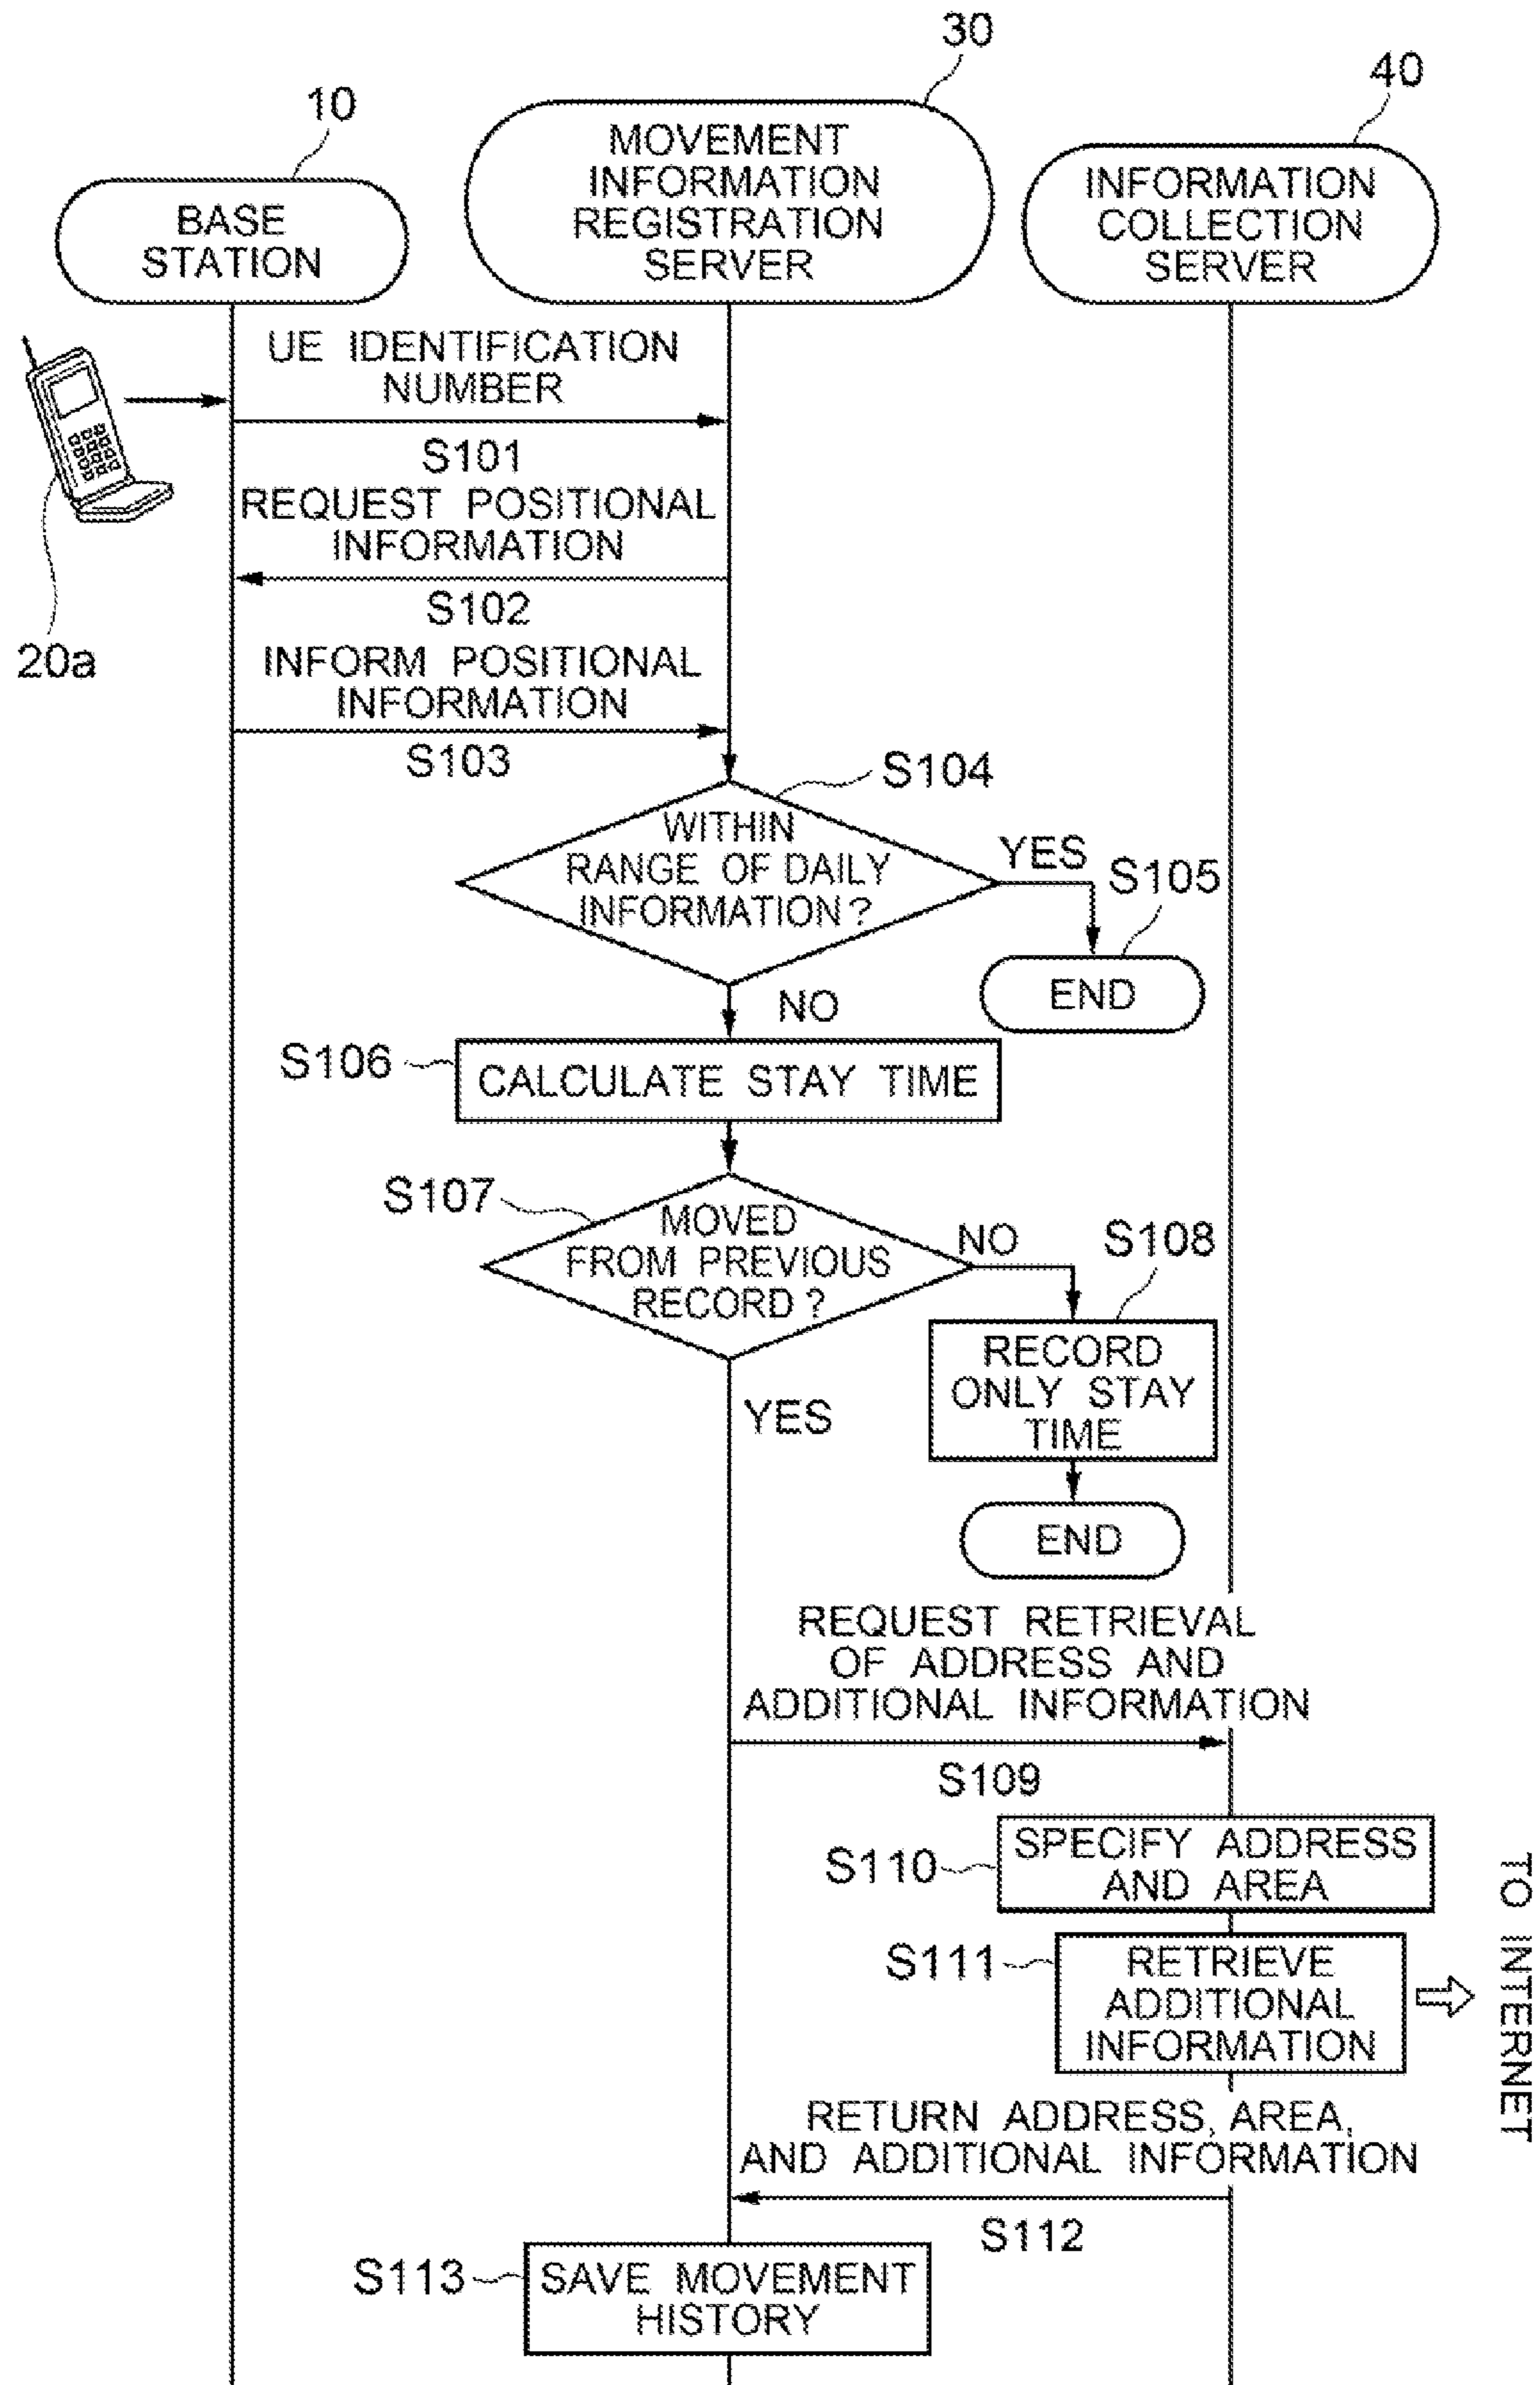 30
40
10
MOVEMENT
INFORMATION
REGISTRATION
SERVER
INFORMATION
COLLECTION
SERVER
BASE
STATION
UE IDENTIFICATION
NUMBER
S101
REQUEST POSITIONAL
INFORMATION
S102
20a
INFORM POSITIONAL
INFORMATION
S103
S104
WITHIN
RANGE OF DAILY
INFORMATION?
YES
S105
END
NO
S106
CALCULATE STAY TIME
S107
MOVED
FROM PREVIOUS
RECORD?
NO
S108
RECORD
ONLY STAY
TIME
YES
END
REQUEST RETRIEVAL
OF ADDRESS AND
ADDITIONAL INFORMATION
S109
S110
SPECIFY ADDRESS
AND AREA
S111
RETRIEVE
ADDITIONAL
INFORMATION
TO INTERNET
RETURN ADDRESS, AREA,
AND ADDITIONAL INFORMATION
S112
S113
SAVE MOVEMENT
HISTORY